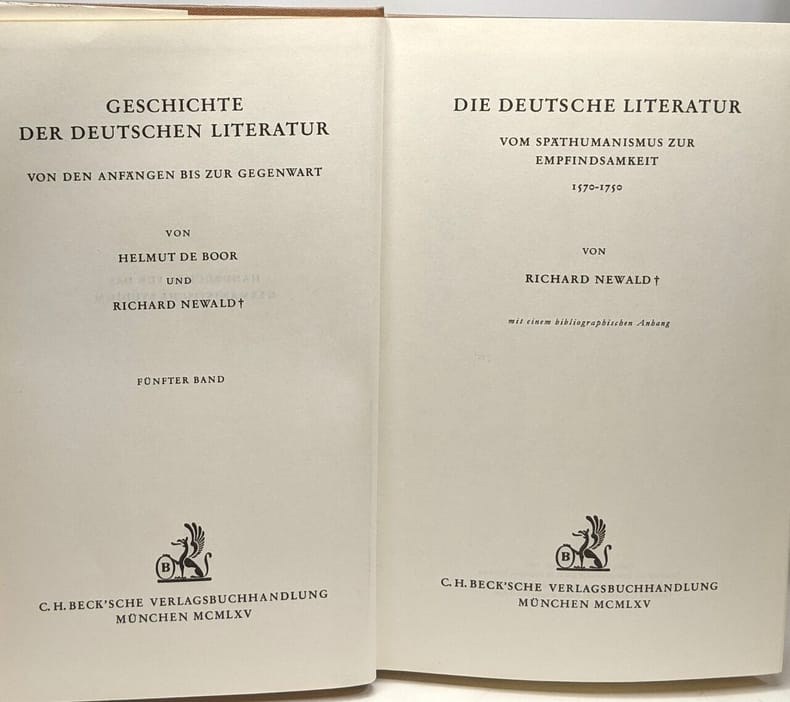 GESCHICHTE
DER DEUTSCHEN LITERATUR
VON DEN ANFÄNGEN BIS ZUR GEGENWART
VON
HELMUT DE BOOR
UND
RICHARD NEWALD†
FÜNFTER BAND
B
C. H. BECK'SCHE VERLAGSBUCHHANDLUNG
MÜNCHEN MCMLXV
DIE DEUTSCHE LITERATUR
VOM SPÄTHUMANISMUS ZUR
EMPFINDSAMKEIT
1570-1750
VON
RICHARD NEWALD†
mit einem bibliographischen Anhang
B
C. H. BECK'SCHE VERLAGSBUCHHANDLUNG
MÜNCHEN MCMLXV